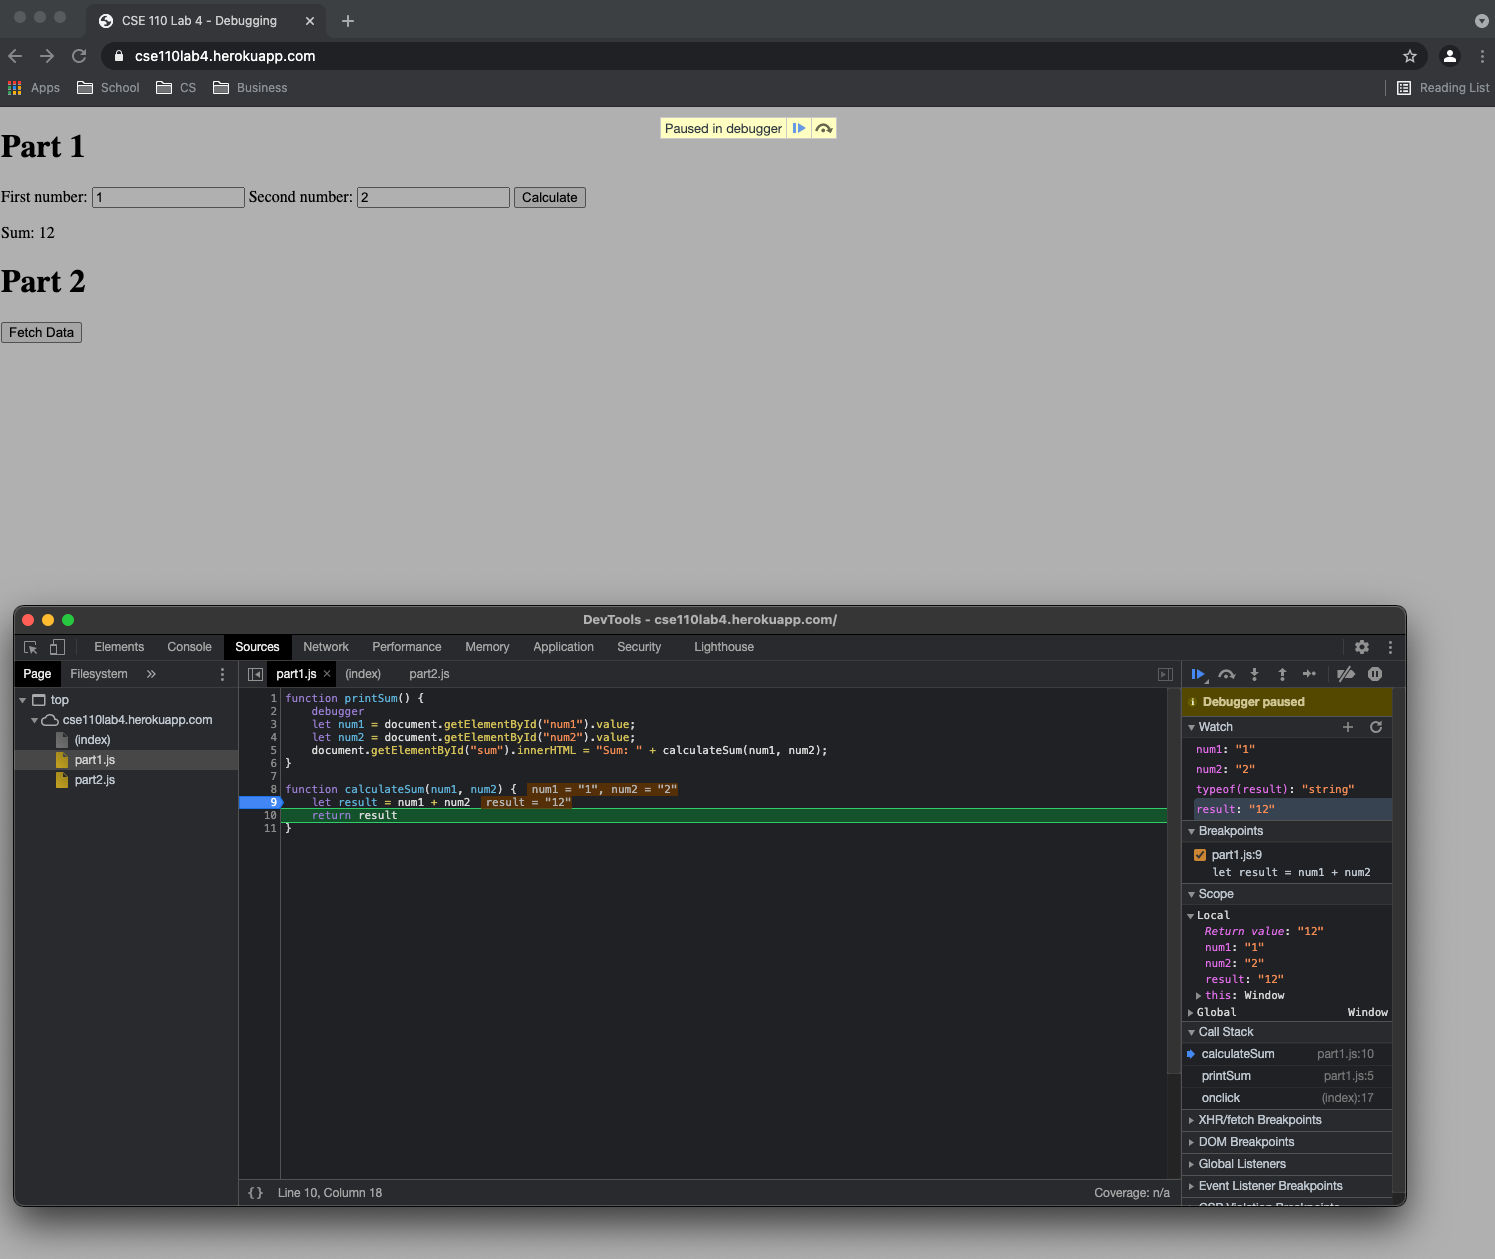 CSE 110 Lab 4 - Debugging
cse110lab4.herokuapp.com
Apps School CS Business Reading List
Paused in debugger
Part 1
First number: 1 Second number: 2 Calculate
Sum: 12
Part 2
Fetch Data
DevTools - cse110lab4.herokuapp.com/
Elements Console Sources Network Performance Memory Application Security Lighthouse
Page Filesystem »
top
cse110lab4.herokuapp.com
(index)
part1.js
part2.js
part1.js × (index) part2.js
1 function printSum() {
2     debugger
3     let num1 = document.getElementById("num1").value;
4     let num2 = document.getElementById("num2").value;
5     document.getElementById("sum").innerHTML = "Sum: " + calculateSum(num1, num2);
6 }
7
8 function calculateSum(num1, num2) { num1 = "1", num2 = "2"
9     let result = num1 + num2 result = "12"
10     return result
11 }
{} Line 10, Column 18 Coverage: n/a
Debugger paused
Watch
num1: "1"
num2: "2"
typeof(result): "string"
result: "12"
Breakpoints
part1.js:9
let result = num1 + num2
Scope
Local
Return value: "12"
num1: "1"
num2: "2"
result: "12"
this: Window
Global Window
Call Stack
calculateSum part1.js:10
printSum part1.js:5
onclick (index):17
XHR/fetch Breakpoints
DOM Breakpoints
Global Listeners
Event Listener Breakpoints